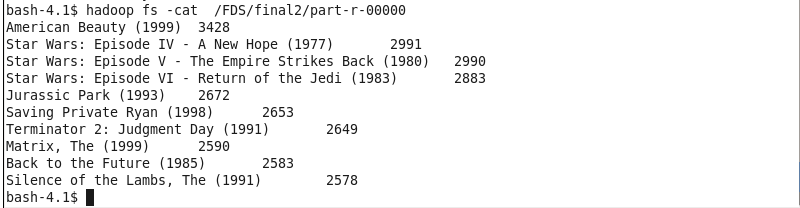 bash-4.1$ hadoop fs -cat  /FDS/final2/part-r-00000
American Beauty (1999)	3428
Star Wars: Episode IV - A New Hope (1977)	2991
Star Wars: Episode V - The Empire Strikes Back (1980)	2990
Star Wars: Episode VI - Return of the Jedi (1983)	2883
Jurassic Park (1993)	2672
Saving Private Ryan (1998)	2653
Terminator 2: Judgment Day (1991)	2649
Matrix, The (1999)	2590
Back to the Future (1985)	2583
Silence of the Lambs, The (1991)	2578
bash-4.1$